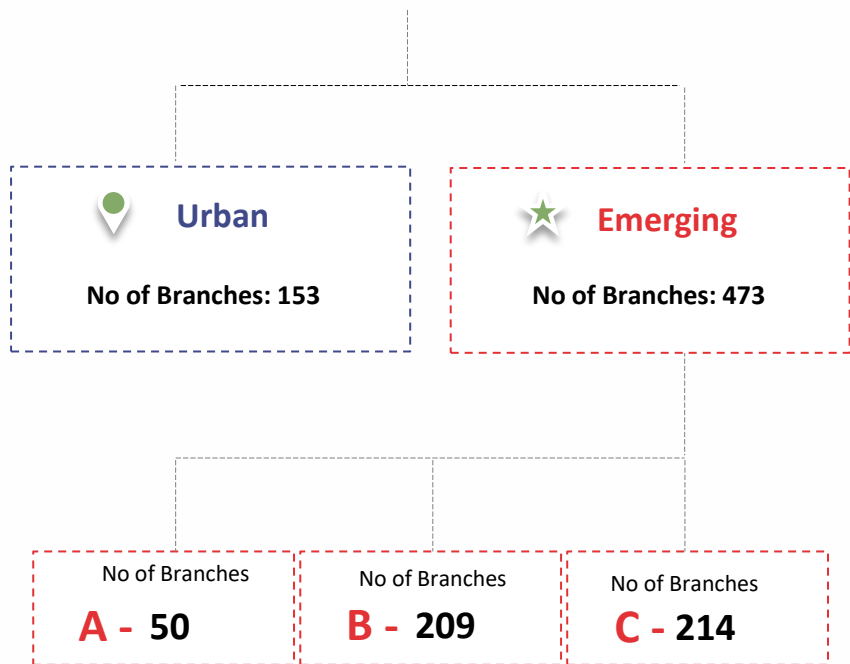 Urban
No of Branches: 153
Emerging
No of Branches: 473
No of Branches
A - 50
No of Branches
B - 209
No of Branches
C - 214